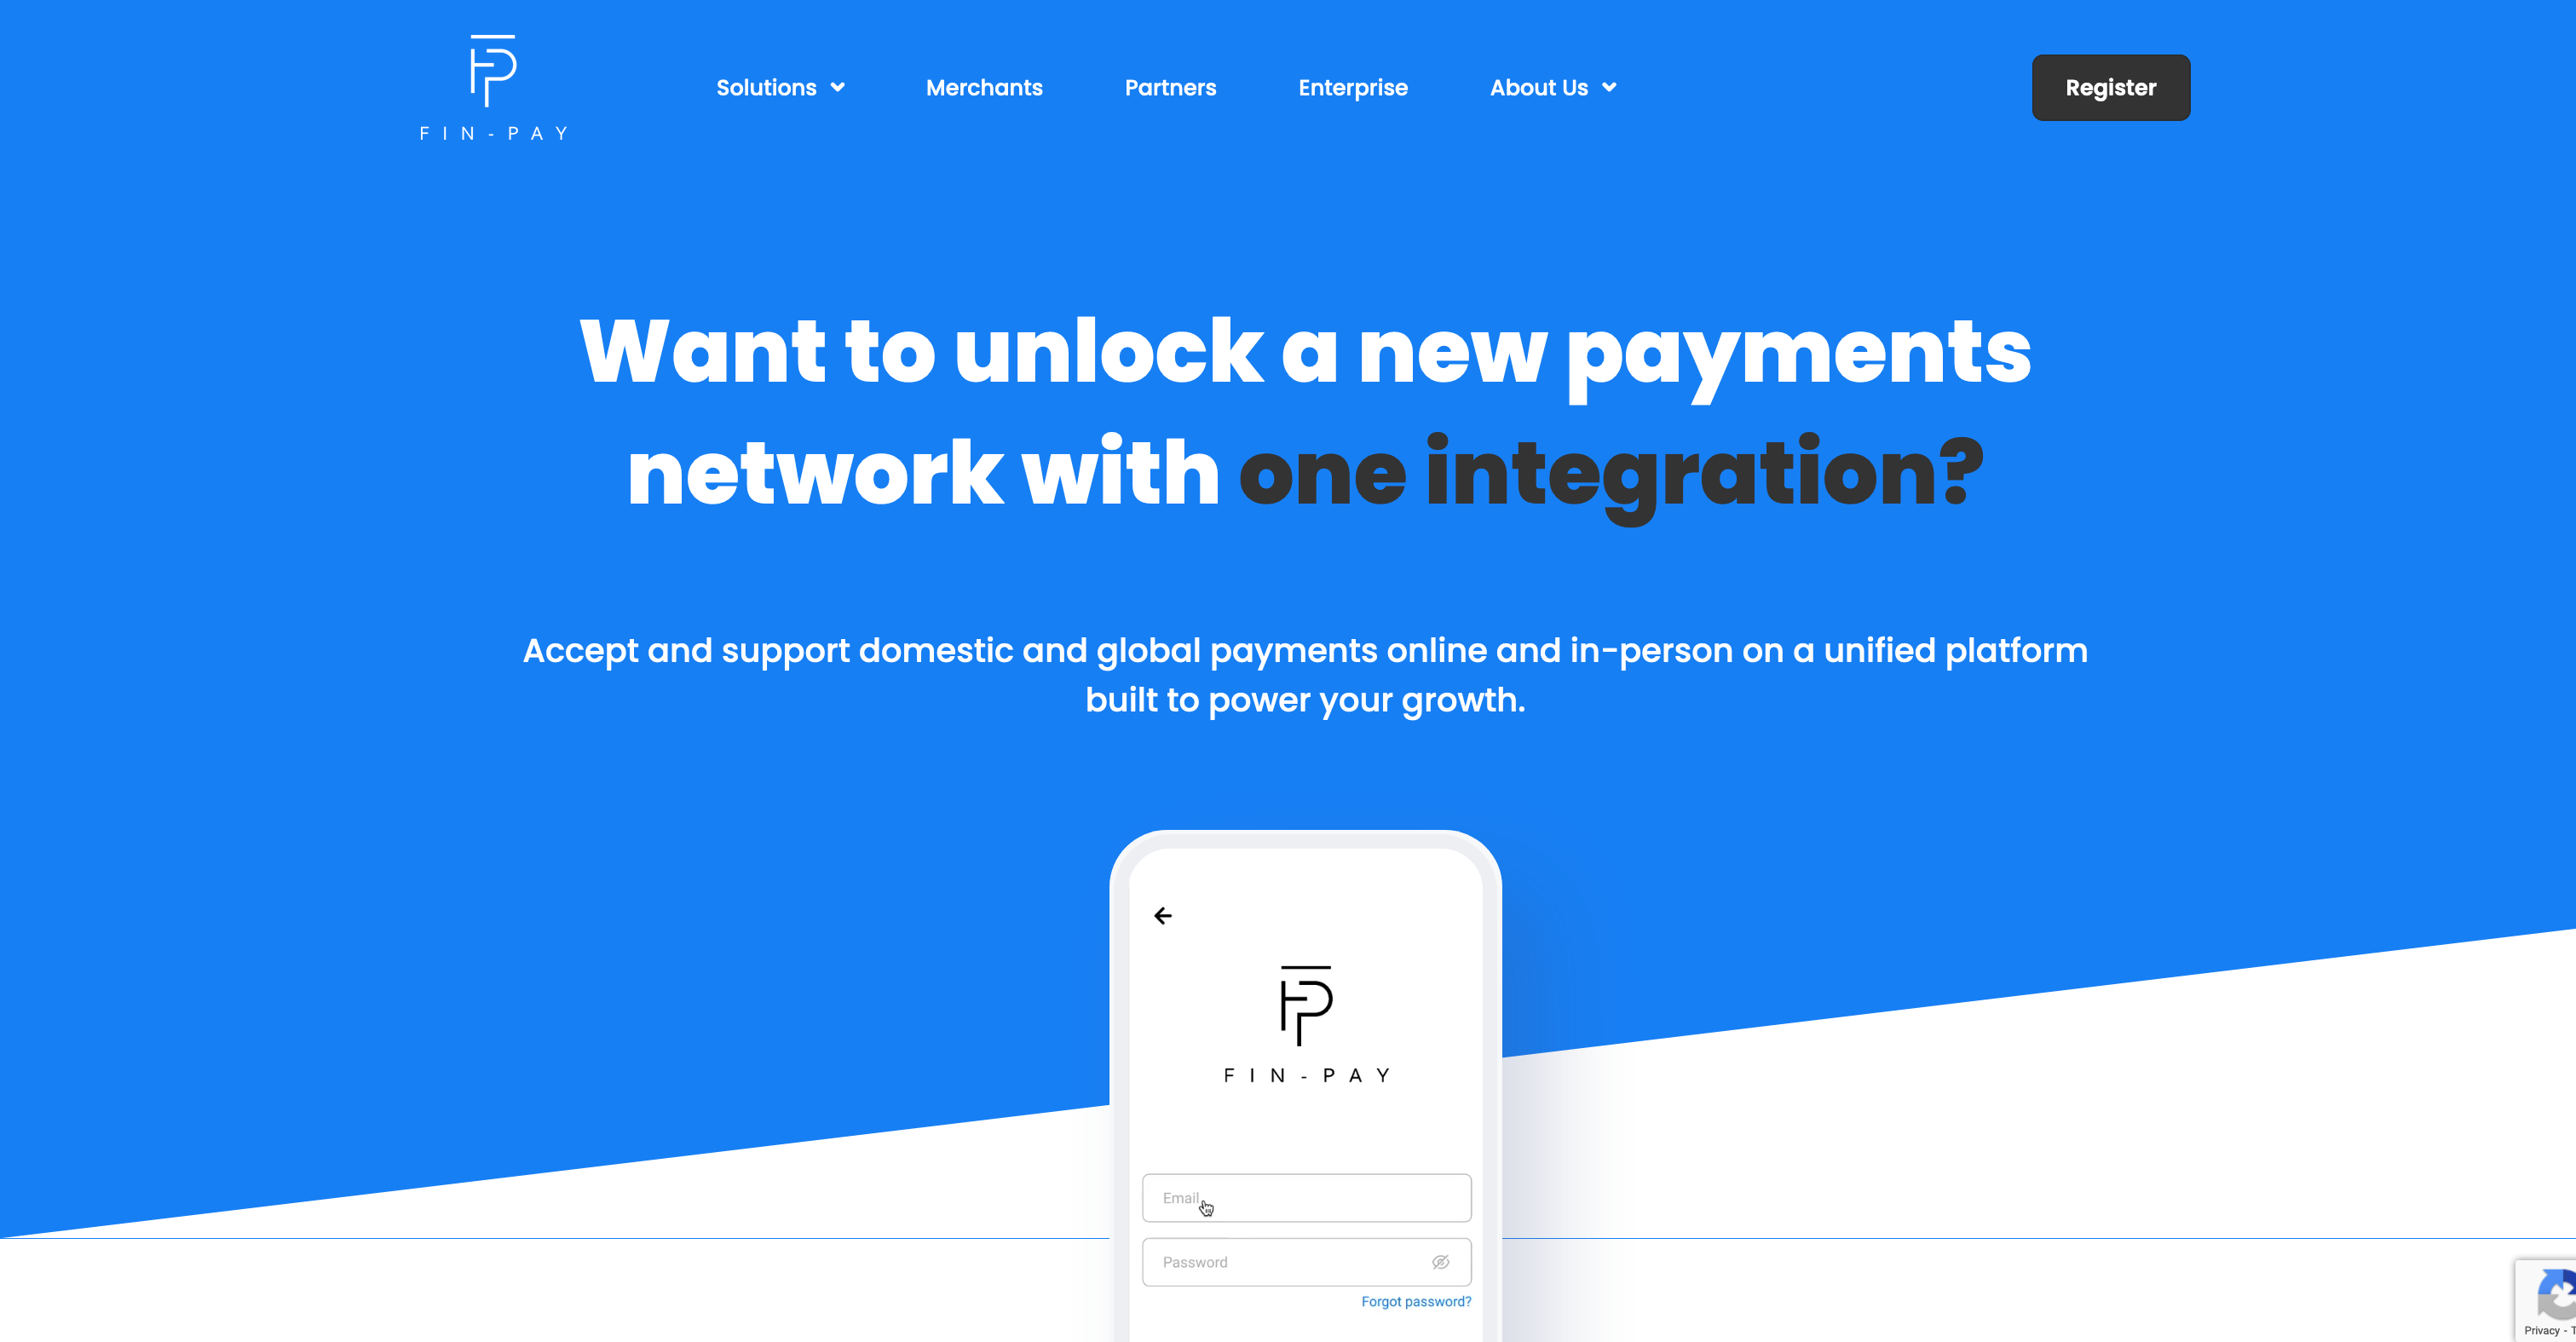 FIN-PAY
Solutions
Merchants
Partners
Enterprise
About Us
Register
Want to unlock a new payments
network with one integration?
Accept and support domestic and global payments online and in-person on a unified platform
built to power your growth.
FP
FIN-PAY
Email
Password
Forgot password?
Privacy -